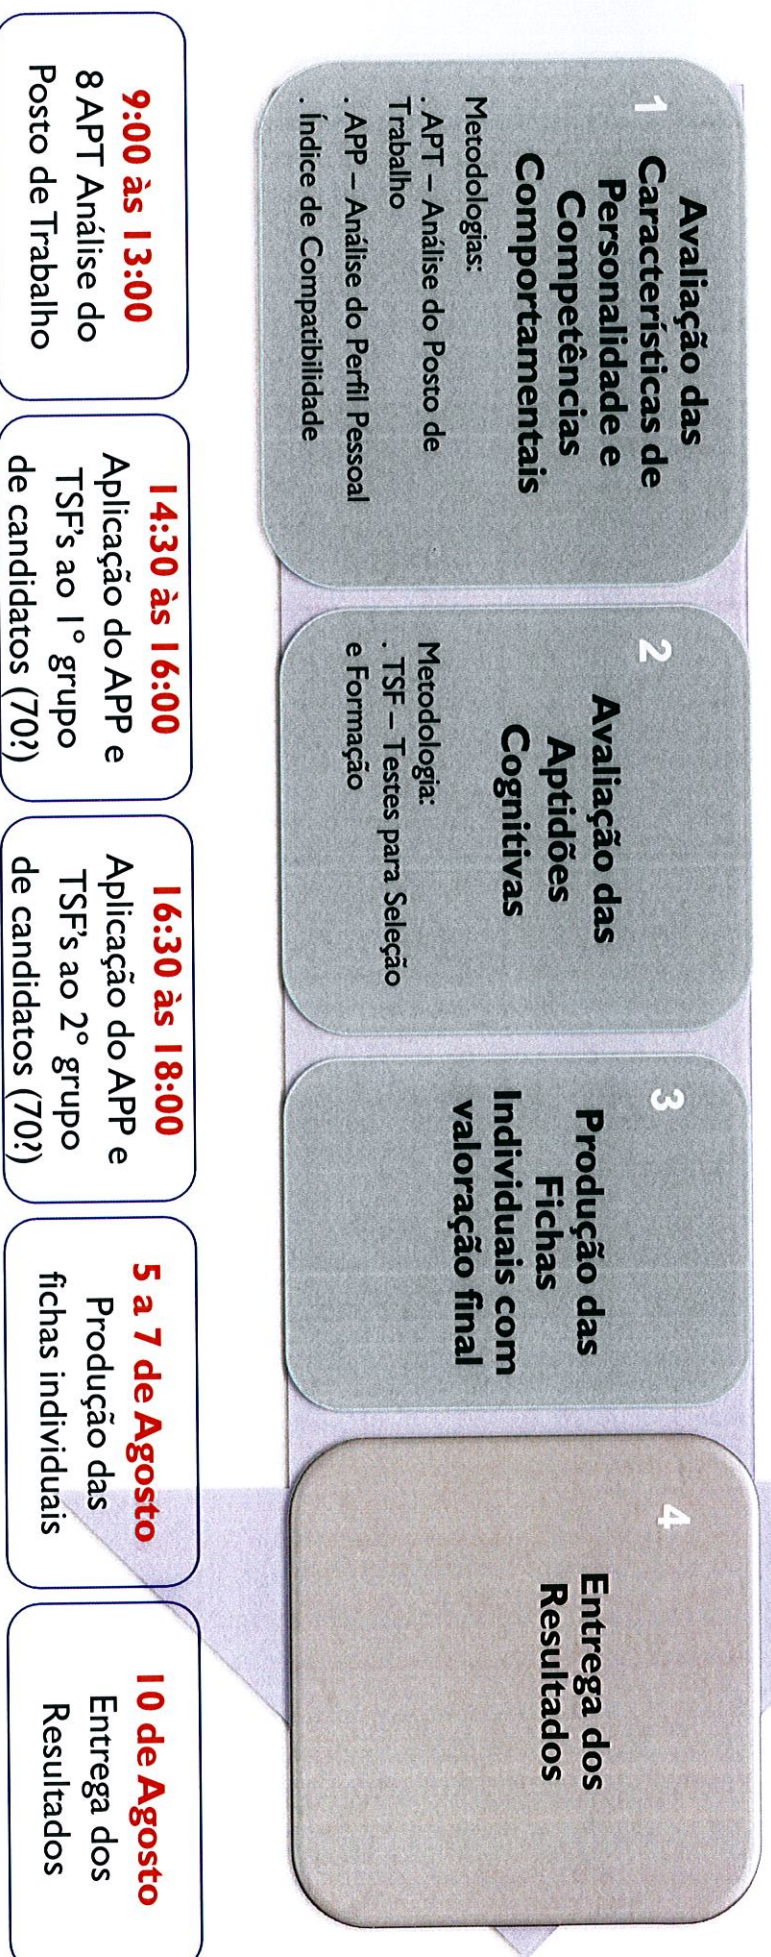 1
Avaliação das
Características de
Personalidade e
Competências
Comportamentais
Metodologias:
. APT – Análise do Posto de
Trabalho
. APP – Análise do Perfil Pessoal
. Índice de Compatibilidade
2
Avaliação das
Aptidões
Cognitivas
Metodologia:
. TSF – Testes para Seleção
e Formação
3
Produção das
Fichas
Individuais com
valoração final
4
Entrega dos
Resultados
9:00 às 13:00
8 APT Análise do
Posto de Trabalho
14:30 às 16:00
Aplicação do APP e
TSF's ao 1º grupo
de candidatos (70?)
16:30 às 18:00
Aplicação do APP e
TSF's ao 2º grupo
de candidatos (70?)
5 a 7 de Agosto
Produção das
fichas individuais
10 de Agosto
Entrega dos
Resultados